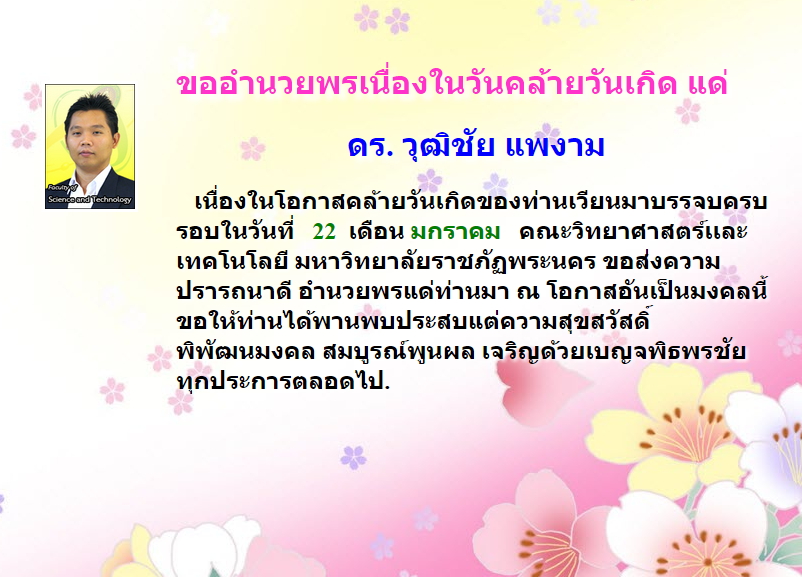 ขออำนวยพรเนื่องในวันคล้ายวันเกิด แด่
ดร. วุฒิชัย แพงาม
Faculty of
Science and Technology
เนื่องในโอกาสคล้ายวันเกิดของท่านเวียนมาบรรจบครบ
รอบในวันที่ 22 เดือน มกราคม คณะวิทยาศาสตร์และ
เทคโนโลยี มหาวิทยาลัยราชภัฏพระนคร ขอส่งความ
ปรารถนาดี อำนวยพรแด่ท่านมา ณ โอกาสอันเป็นมงคลนี้
ขอให้ท่านได้พานพบประสบแต่ความสุขสวัสดิ์
พิพัฒนมงคล สมบูรณ์พูนผล เจริญด้วยเบญจพิธพรชัย
ทุกประการตลอดไป.